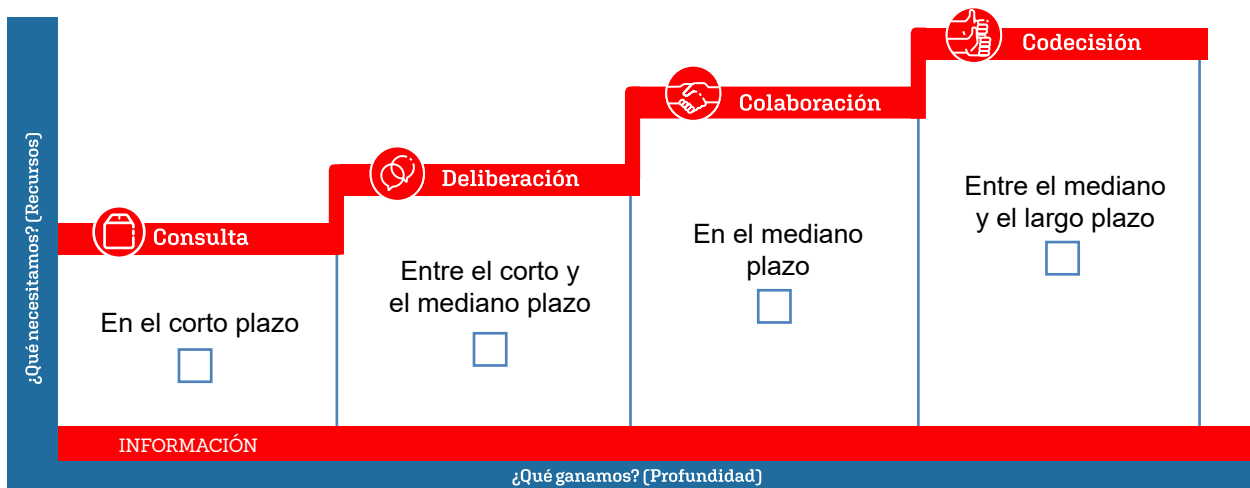 ¿Qué necesitamos? (Recursos)
Consulta
En el corto plazo
Deliberación
Entre el corto y
el mediano plazo
Colaboración
En el mediano
plazo
Codecisión
Entre el mediano
y el largo plazo
INFORMACIÓN
¿Qué ganamos? (Profundidad)